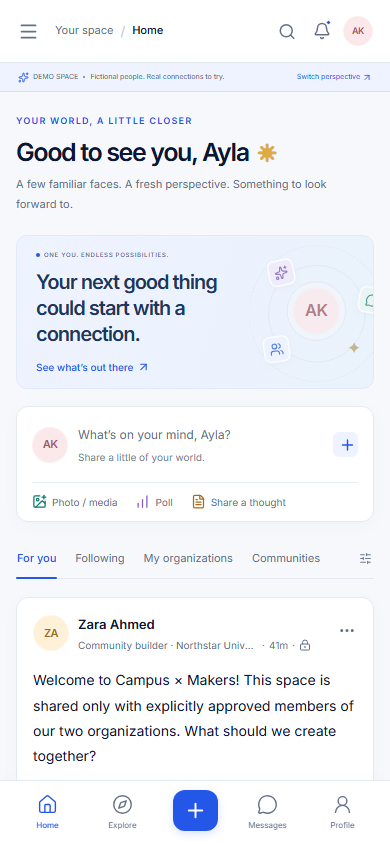 Your space / Home
AK
DEMO SPACE • Fictional people. Real connections to try.
Switch perspective
YOUR WORLD, A LITTLE CLOSER
Good to see you, Ayla
A few familiar faces. A fresh perspective. Something to look
forward to.
ONE YOU. ENDLESS POSSIBILITIES.
Your next good thing
could start with a
connection.
See what's out there
AK
AK
What's on your mind, Ayla?
Share a little of your world.
Photo / media
Poll
Share a thought
For you
Following
My organizations
Communities
ZA
Zara Ahmed
Community builder · Northstar Univ... · 41m ·
Welcome to Campus × Makers! This space is
shared only with explicitly approved members of
our two organizations. What should we create
together?
Home
Explore
Messages
Profile